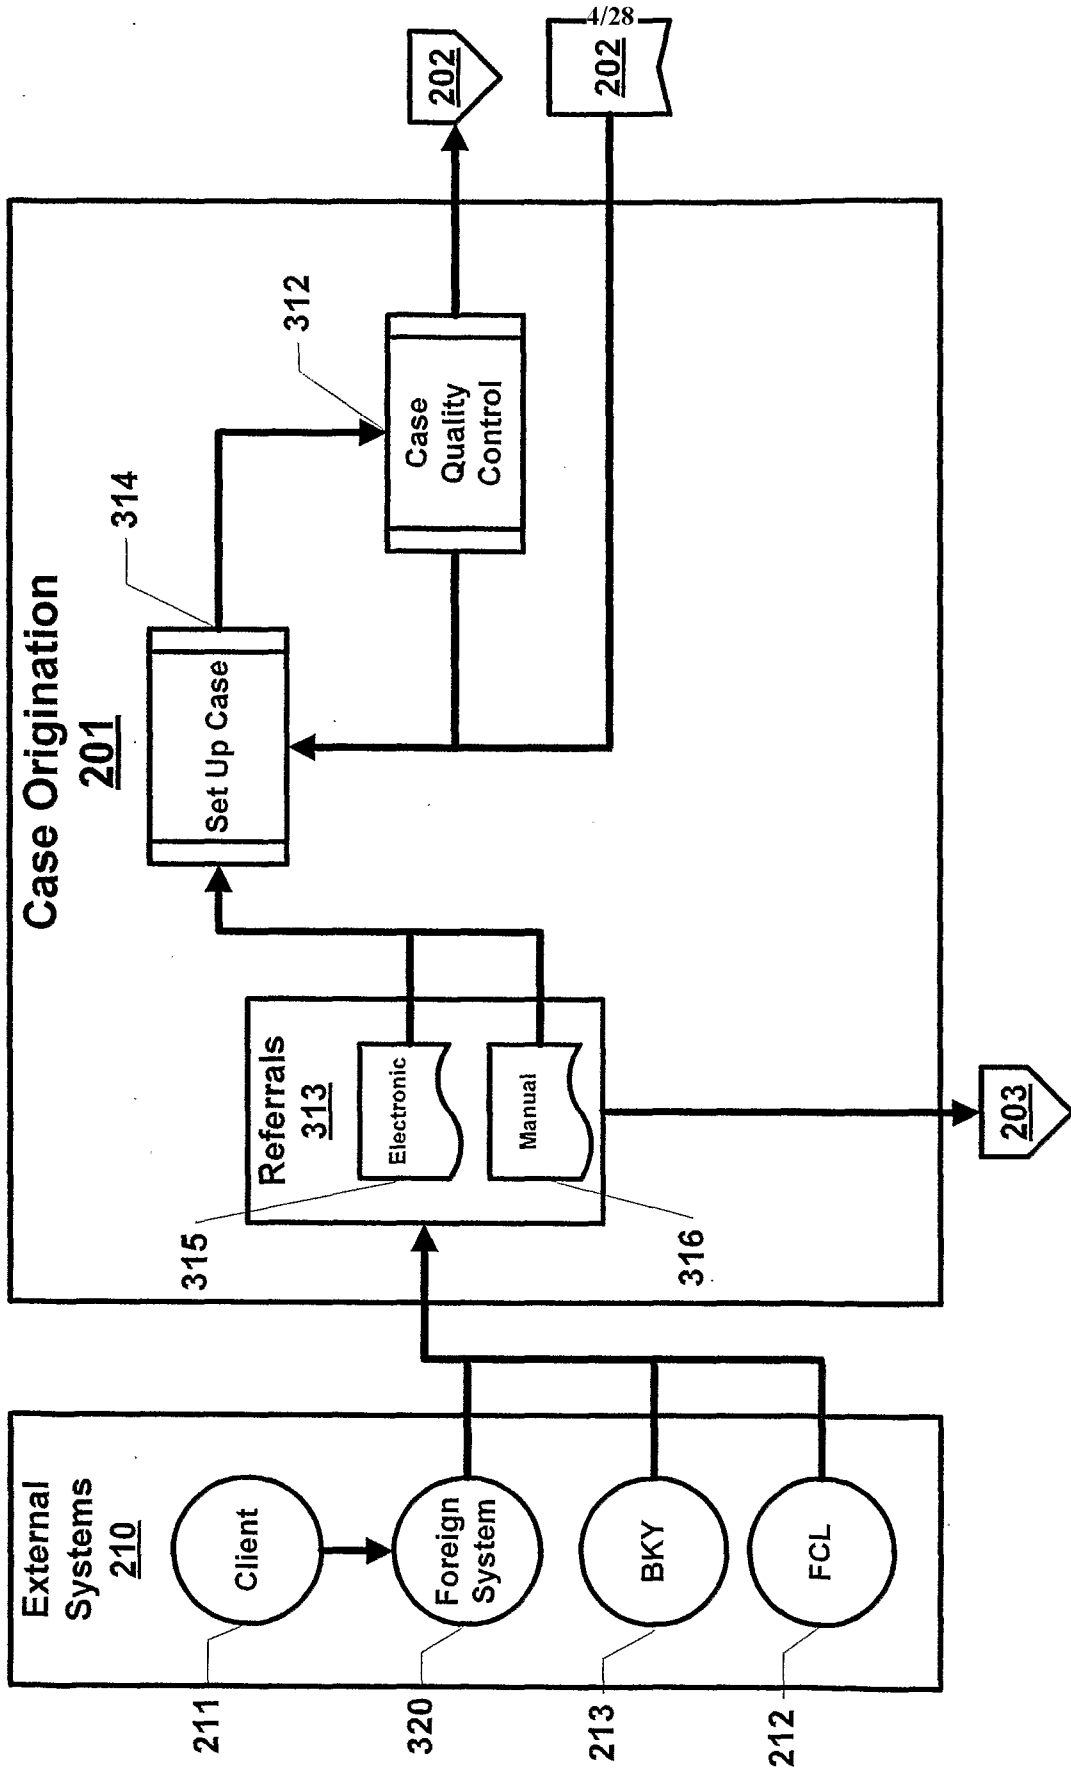 4/28
External
Systems
210
Client
Foreign
System
BKY
FCL
211
320
213
212
Case Origination
201
Referrals
313
Electronic
Manual
315
316
Set Up Case
314
Case
Quality
Control
312
202
202
203